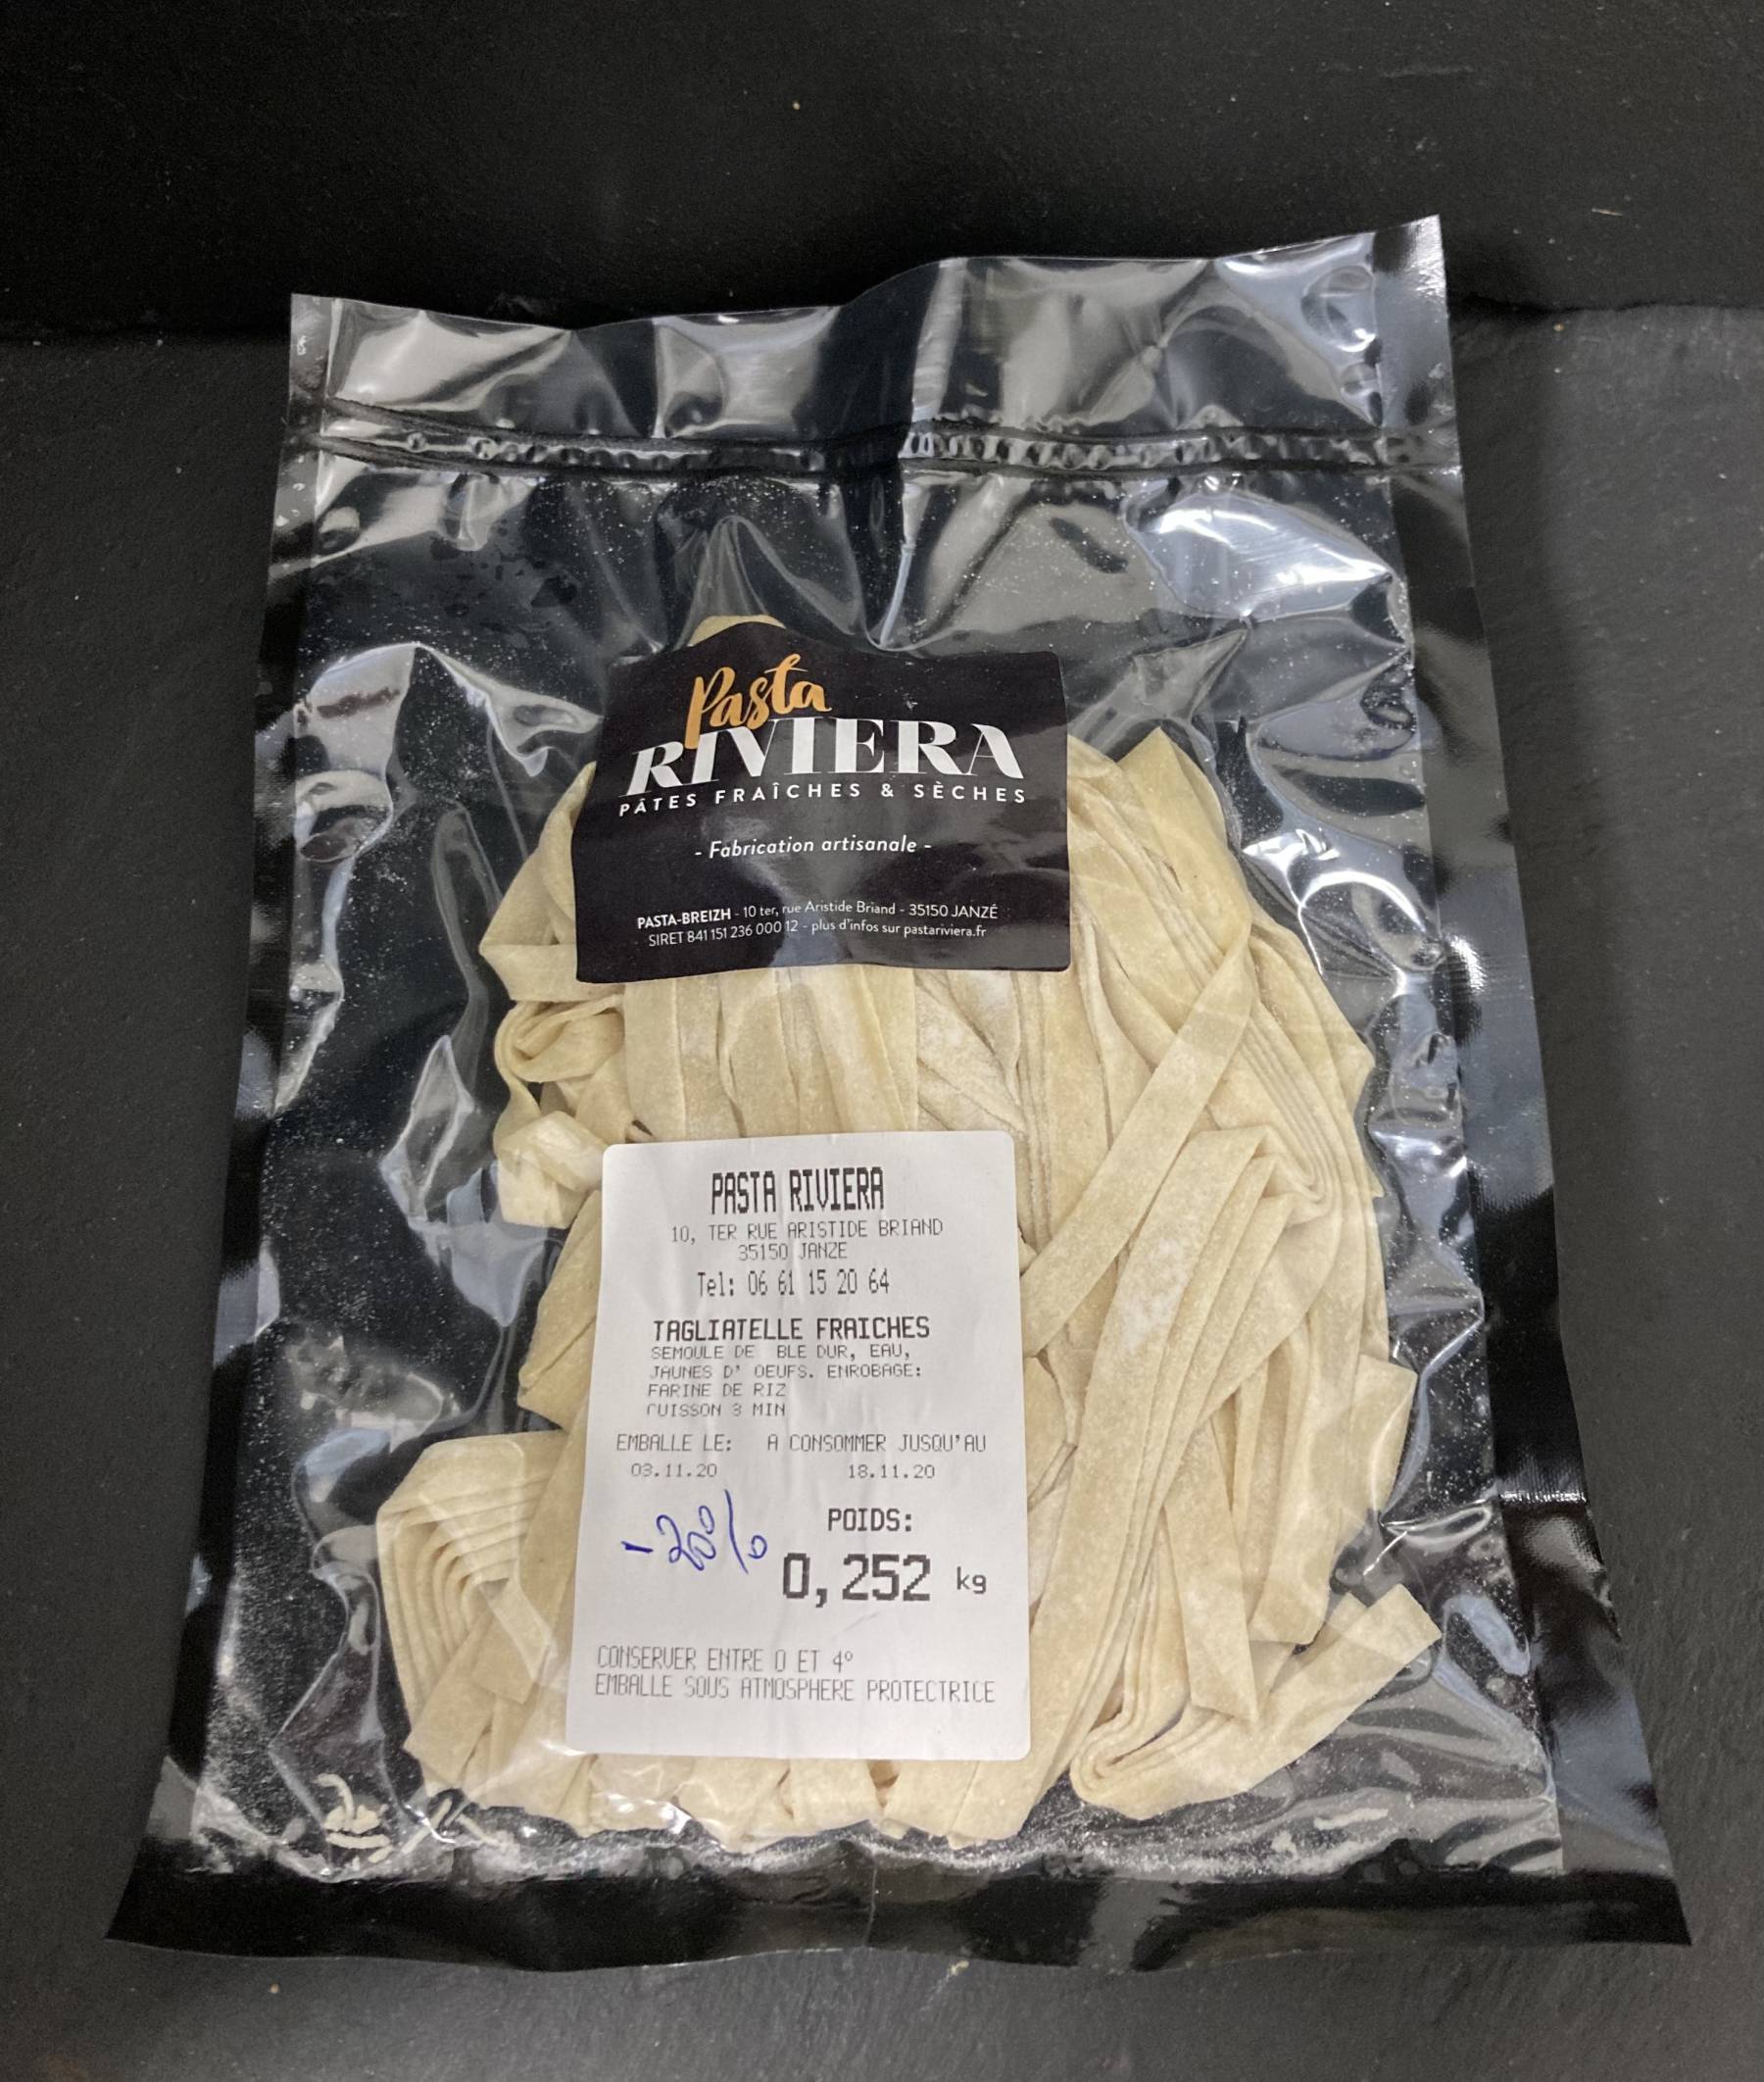 Pasta
RIVIERA
PÂTES FRAÎCHES & SÈCHES
- Fabrication artisanale -
PASTA-BREIZH - 10 ter, rue Aristide Briand - 35150 JANZÉ
SIRET 841 151 236 000 12 - plus d'infos sur pastariviera.fr
PASTA RIVIERA
10, TER RUE ARISTIDE BRIAND
35150 JANZE
Tel: 06 61 15 20 64
TAGLIATELLE FRAICHES
SEMOULE DE BLE DUR, EAU,
JAUNES D' OEUFS. ENROBAGE:
FARINE DE RIZ
CUISSON 3 MIN
EMBALLE LE: A CONSOMMER JUSQU'AU
03.11.20 18.11.20
-20%
POIDS:
0,252 kg
CONSERVER ENTRE 0 ET 4°
EMBALLE SOUS ATMOSPHERE PROTECTRICE